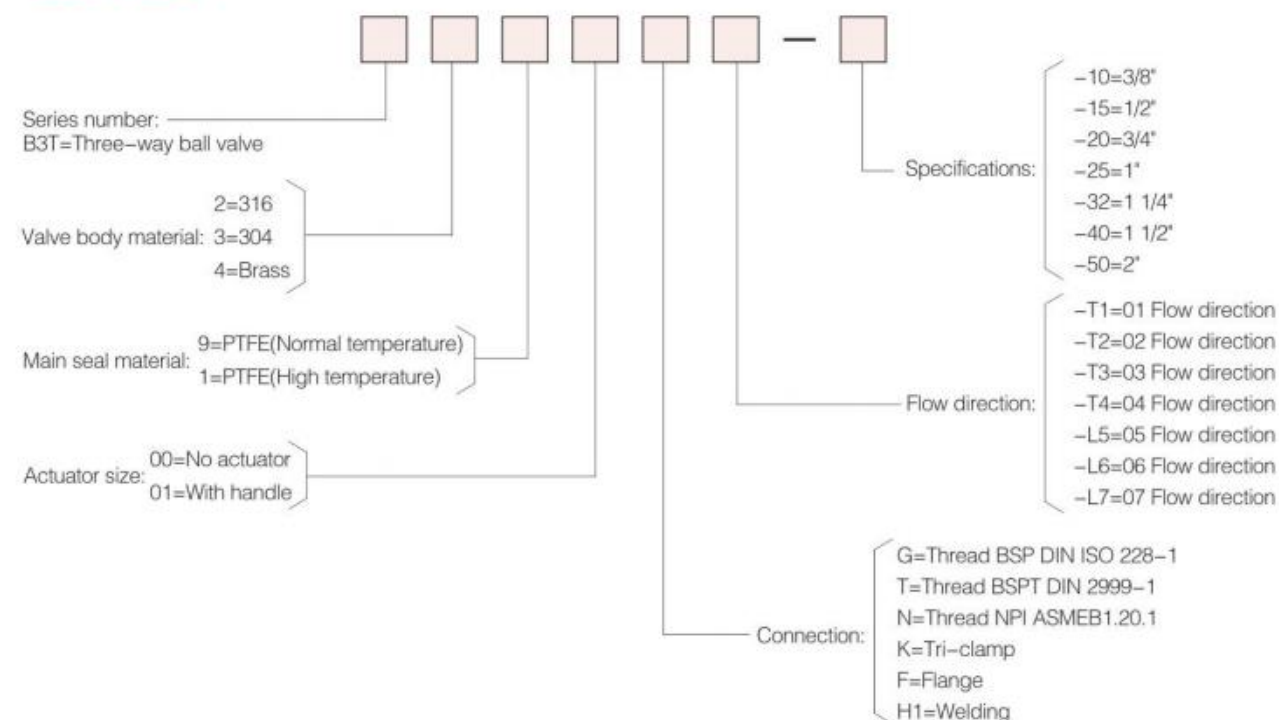 Series number:
B3T=Three-way ball valve
2=316
Valve body material: 3=304
4=Brass
9=PTFE(Normal temperature)
Main seal material:
1=PTFE(High temperature)
00=No actuator
Actuator size:
01=With handle
-10=3/8"
-15=1/2"
-20=3/4"
Specifications:
-25=1"
-32=1 1/4"
-40=1 1/2"
-50=2"
-T1=01 Flow direction
-T2=02 Flow direction
-T3=03 Flow direction
Flow direction: -T4=04 Flow direction
-L5=05 Flow direction
-L6=06 Flow direction
-L7=07 Flow direction
G=Thread BSP DIN ISO 228-1
T=Thread BSPT DIN 2999-1
N=Thread NPI ASMEB1.20.1
Connection:
K=Tri-clamp
F=Flange
H1=Welding